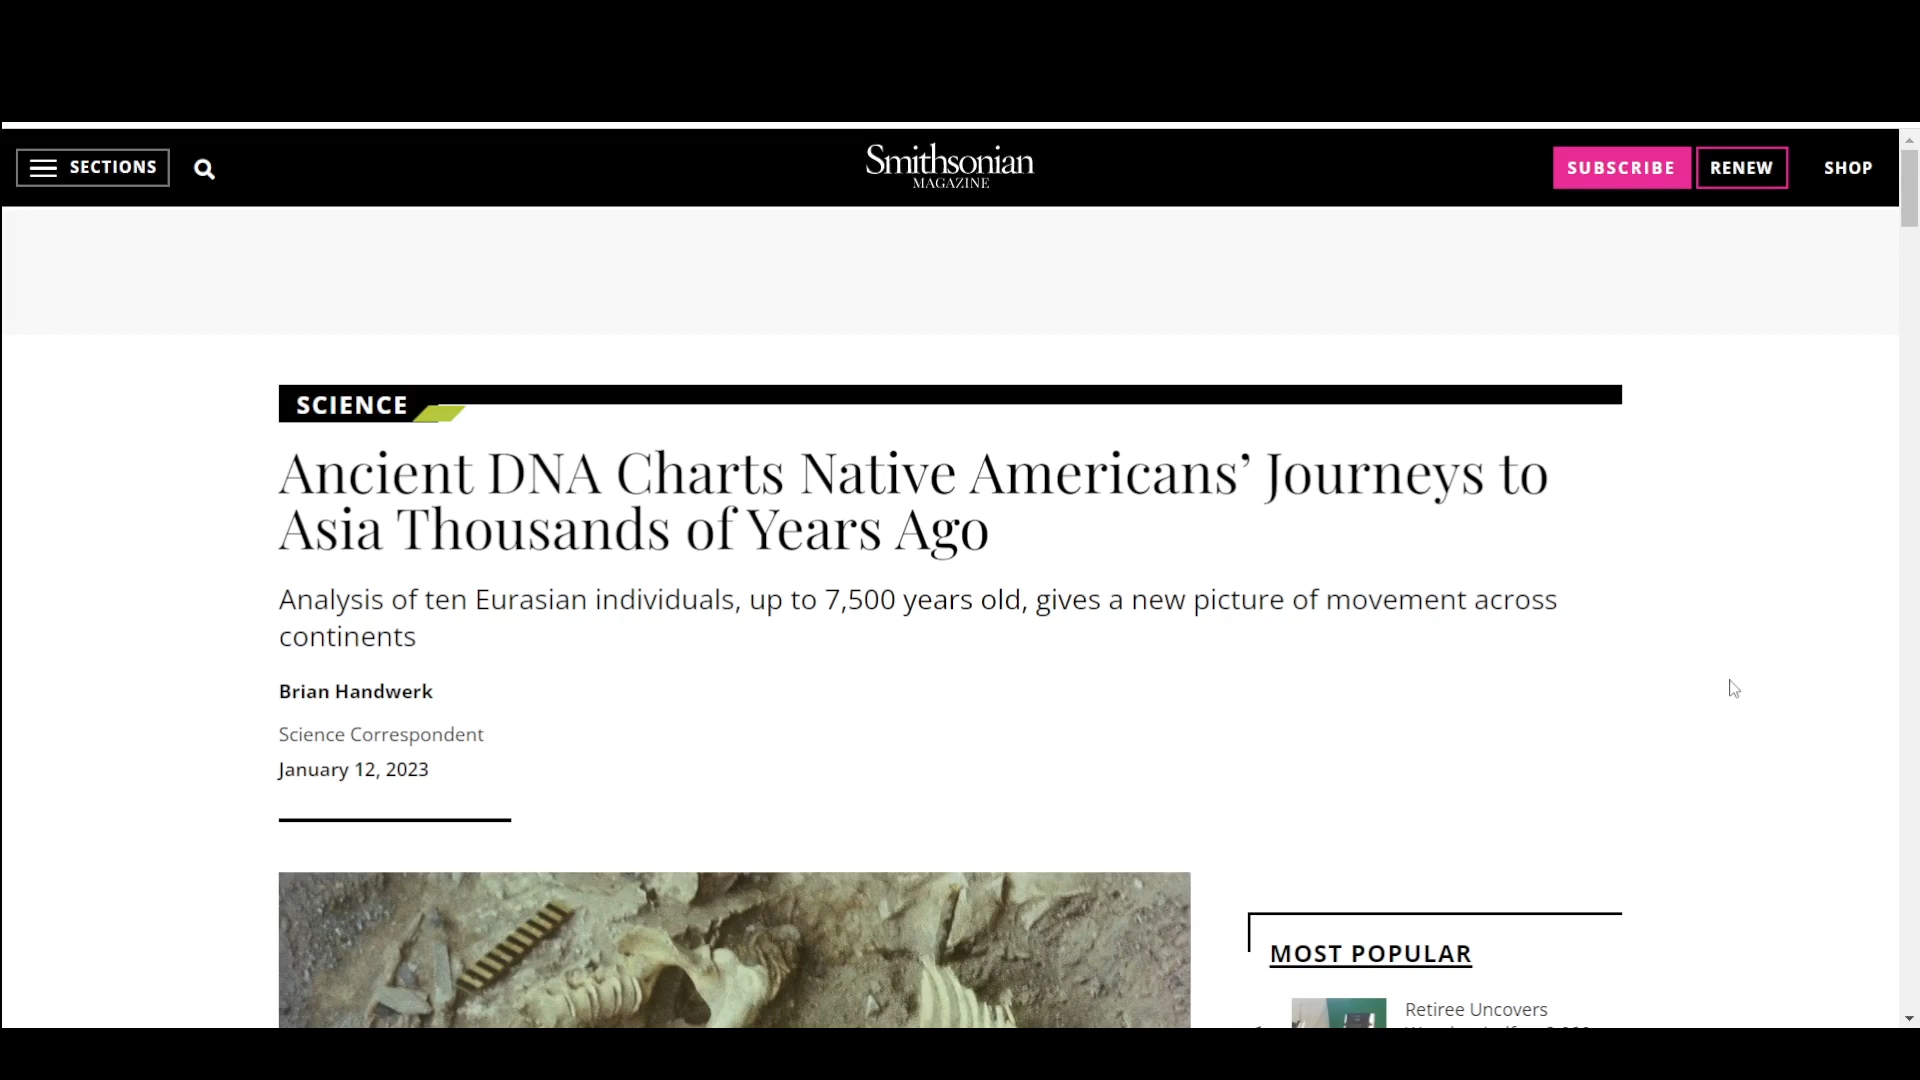 SECTIONS
Smithsonian
MAGAZINE
SUBSCRIBE
RENEW
SHOP
SCIENCE
Ancient DNA Charts Native Americans’ Journeys to
Asia Thousands of Years Ago
Analysis of ten Eurasian individuals, up to 7,500 years old, gives a new picture of movement across
continents
Brian Handwerk
Science Correspondent
January 12, 2023
MOST POPULAR
Retiree Uncovers